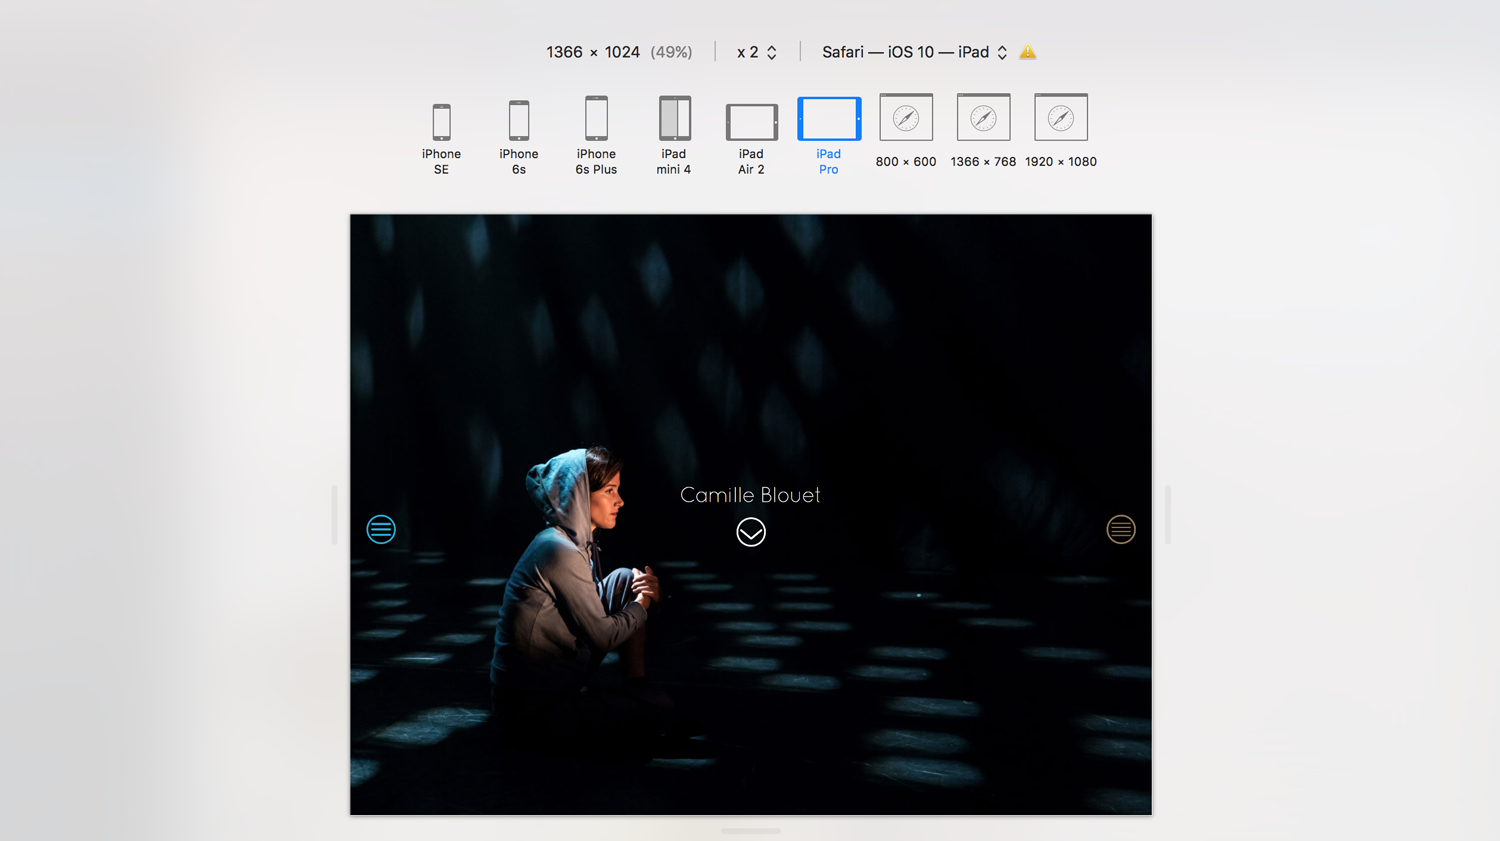 1366 × 1024 (49%) x 2 Safari — iOS 10 — iPad
iPhone SE
iPhone 6s
iPhone 6s Plus
iPad mini 4
iPad Air 2
iPad Pro
800 × 600
1366 × 768
1920 × 1080
Camille Blouet